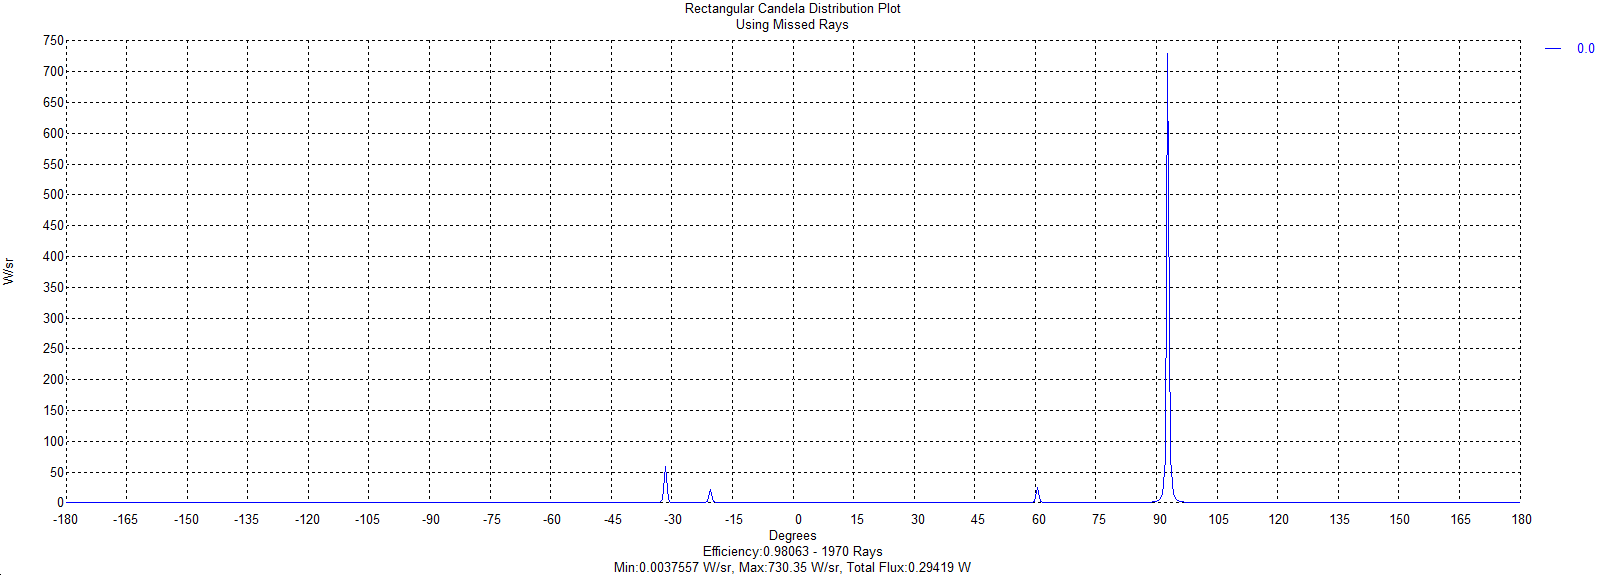 Rectangular Candela Distribution Plot
Using Missed Rays
0.0
750
700
650
600
550
500
450
400
350
300
250
200
150
100
50
0
W/sr
-180 -165 -150 -135 -120 -105 -90 -75 -60 -45 -30 -15 0 15 30 45 60 75 90 105 120 135 150 165 180
Degrees
Efficiency:0.98063 - 1970 Rays
Min:0.0037557 W/sr, Max:730.35 W/sr, Total Flux:0.29419 W